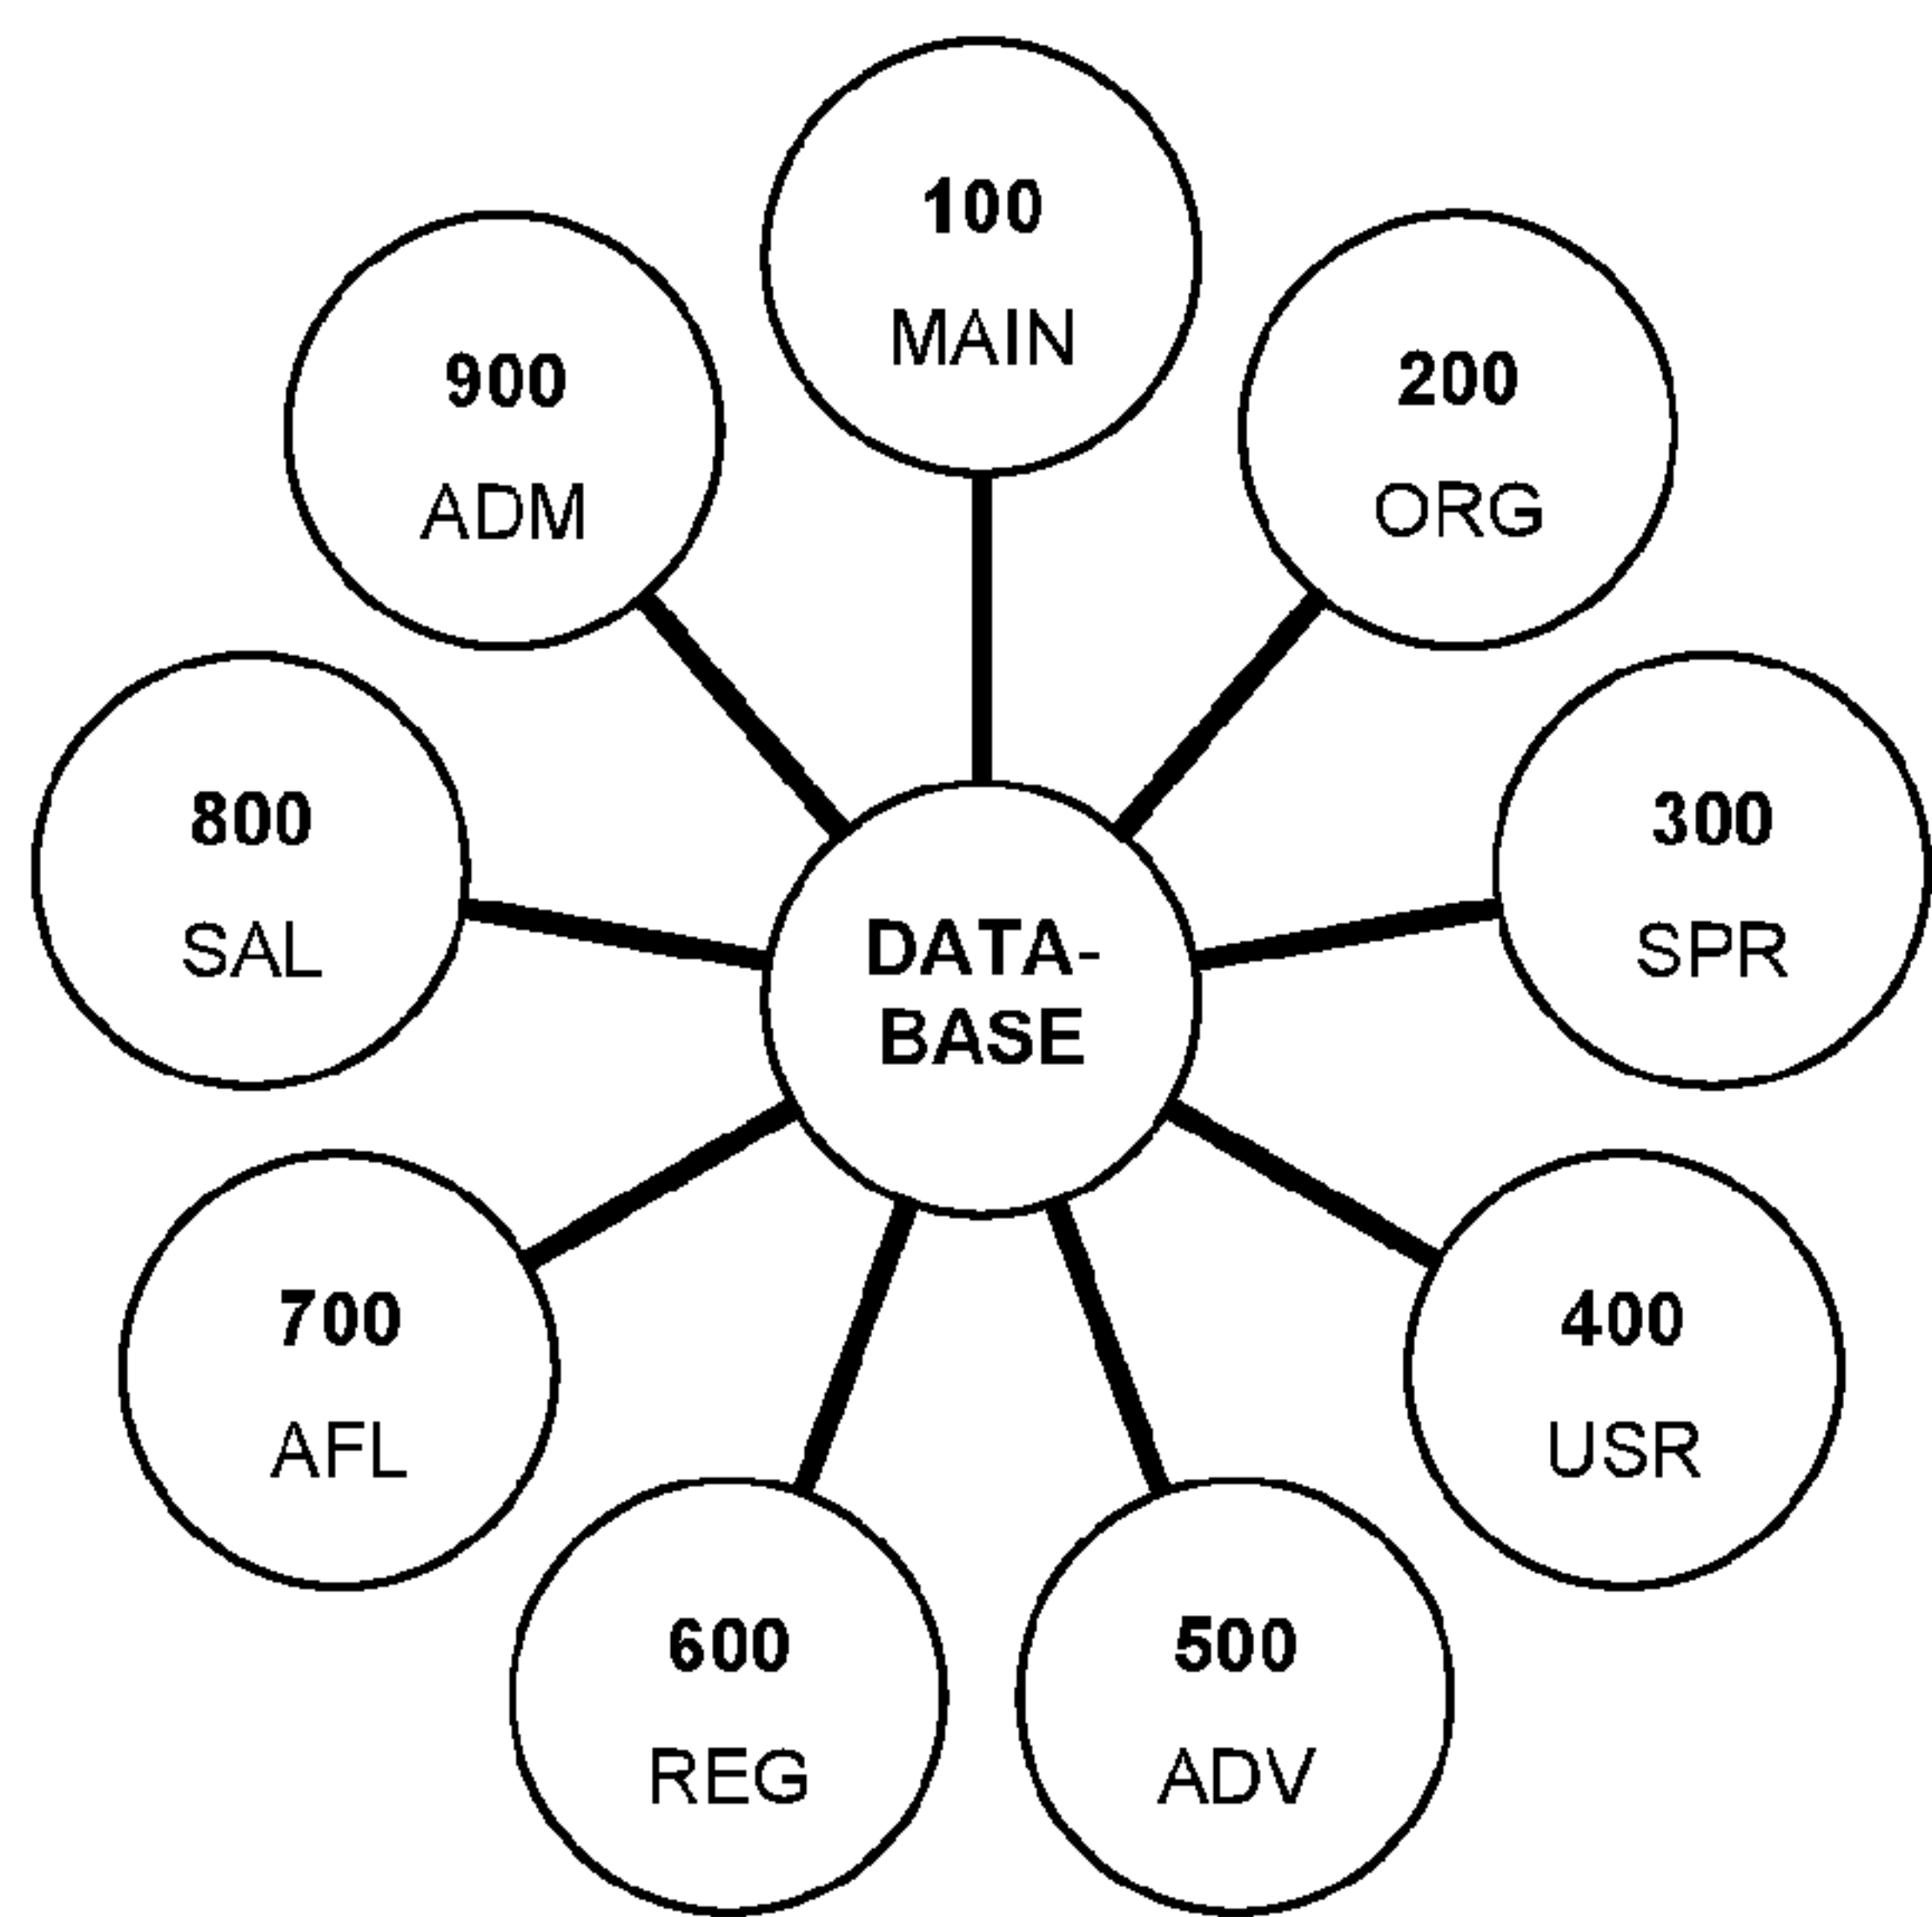 100
MAIN
200
ORG
300
SPR
400
USR
500
ADV
600
REG
700
AFL
800
SAL
900
ADM
DATA-
BASE